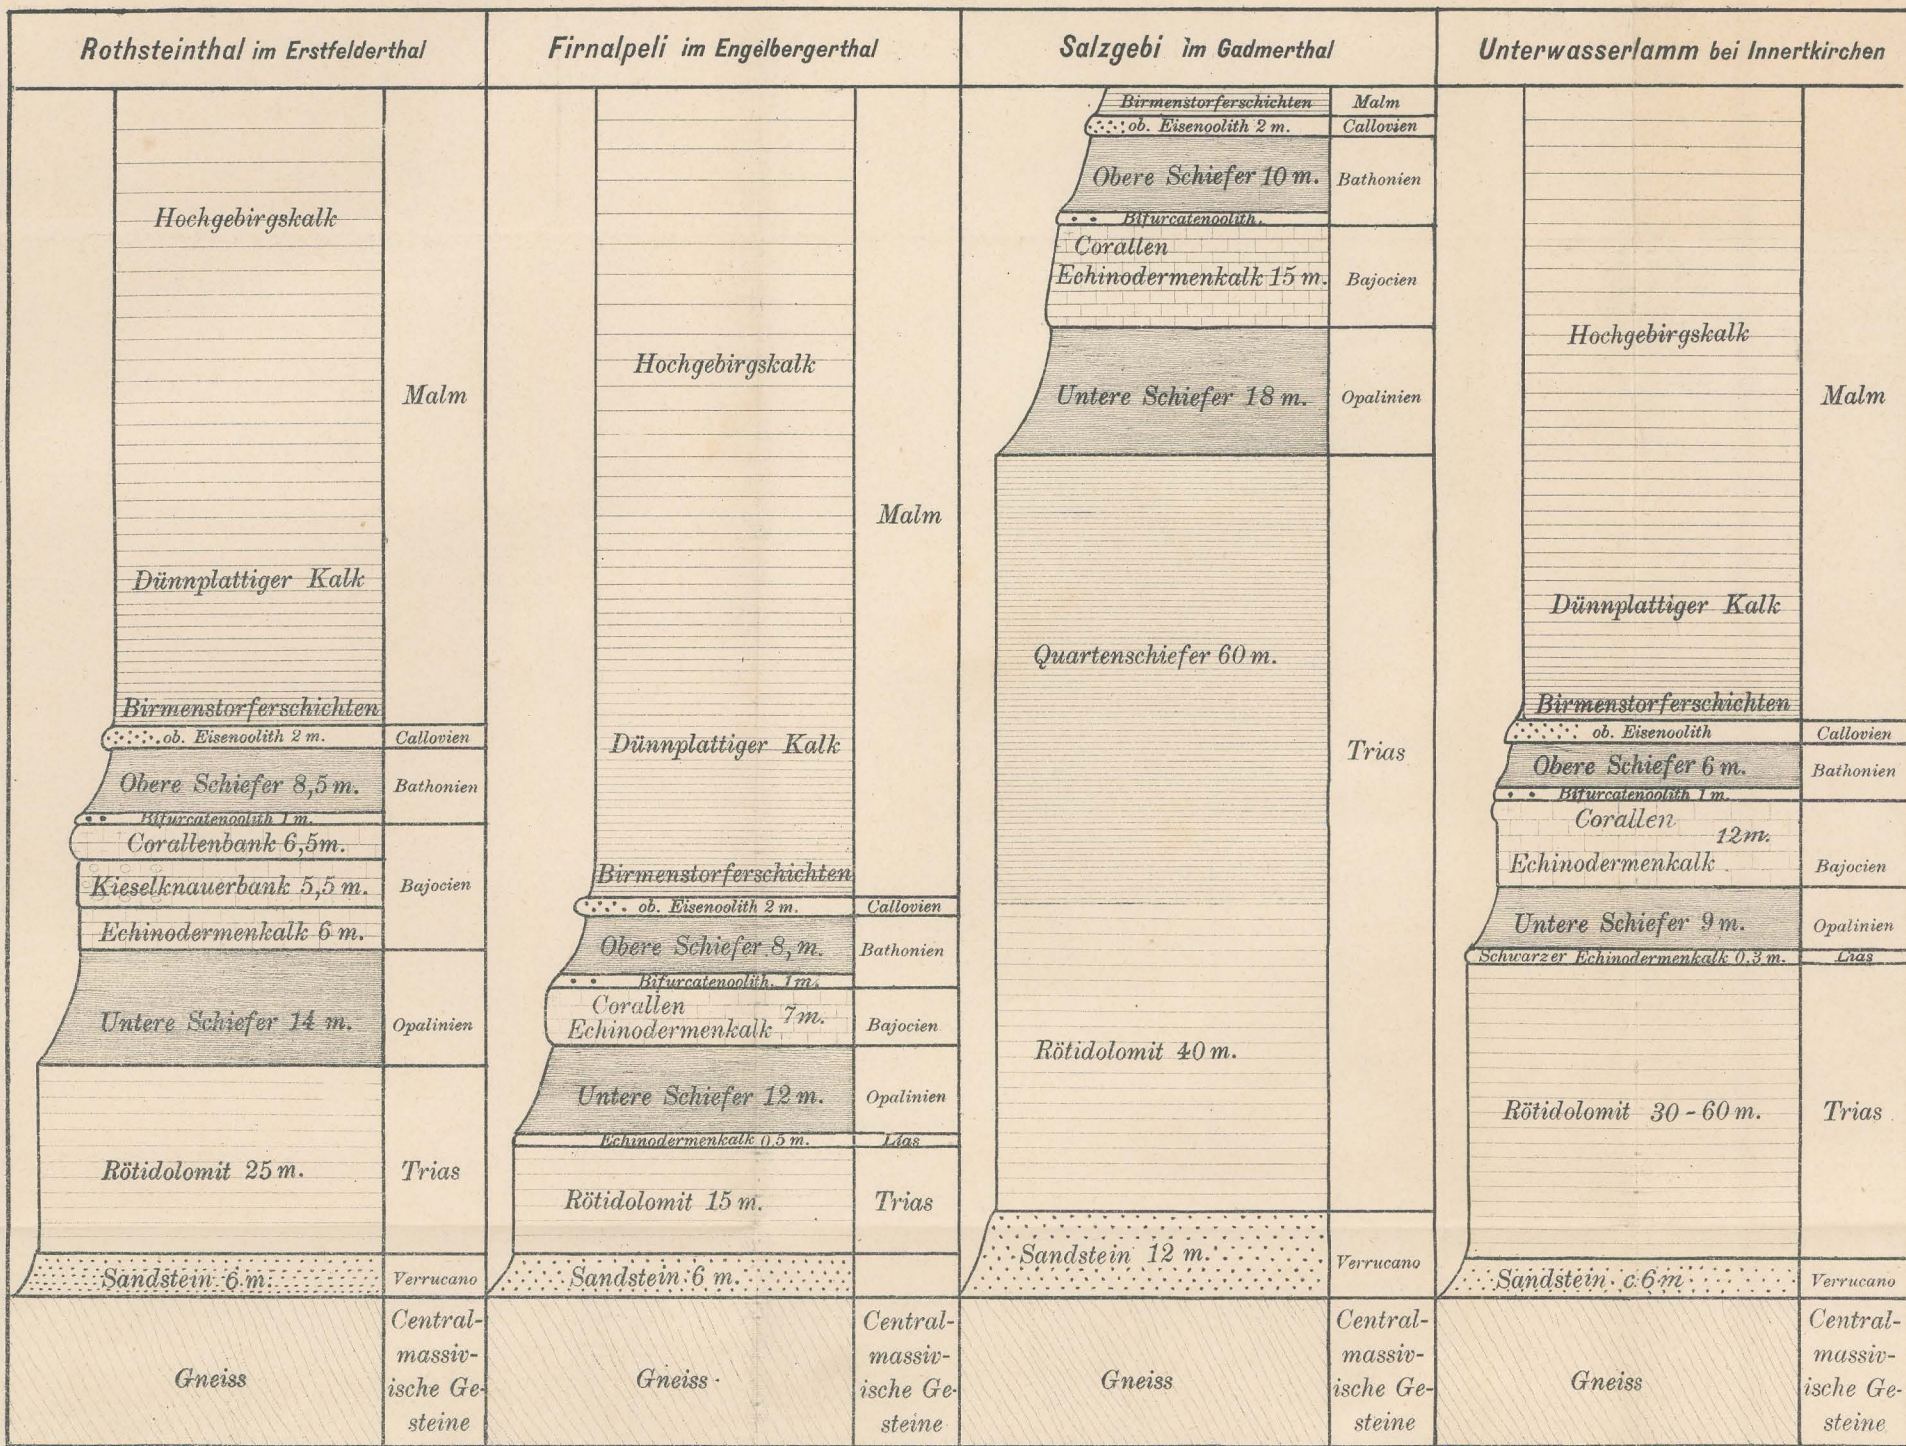 Rothsteinthal im Erstfelderthal
Hochgebirgskalk
Dünnplattiger Kalk
Birmenstorferschichten
Malm
ob. Eisenoolith 2 m.
Callovien
Obere Schiefer 8,5 m.
Bathonien
Bifurcatenoolith 1 m.
Corallenbank 6,5 m.
Kieselknauerbank 5,5 m.
Bajocien
Echinodermenkalk 6 m.
Untere Schiefer 14 m.
Opalinien
Rötidolomit 25 m.
Trias
Sandstein 6 m.
Verrucano
Gneiss
Central-
massiv-
ische Ge-
steine
Firnalpeli im Engelbergerthal
Hochgebirgskalk
Malm
Dünnplattiger Kalk
Birmenstorferschichten
ob. Eisenoolith 2 m.
Callovien
Obere Schiefer 8, m.
Bathonien
Bifurcatenoolith. 1 m.
Corallen
Echinodermenkalk 7 m.
Bajocien
Untere Schiefer 12 m.
Opalinien
Echinodermenkalk 0,5 m.
Lias
Rötidolomit 15 m.
Trias
Sandstein 6 m.
Gneiss
Central-
massiv-
ische Ge-
steine
Salzgebi im Gadmerthal
Birmenstorferschichten
Malm
ob. Eisenoolith 2 m.
Callovien
Obere Schiefer 10 m.
Bathonien
Bifurcatenoolith.
Corallen
Echinodermenkalk 15 m.
Bajocien
Untere Schiefer 18 m.
Opalinien
Quartenschiefer 60 m.
Trias
Rötidolomit 40 m.
Sandstein 12 m.
Verrucano
Gneiss
Central-
massiv-
ische Ge-
steine
Unterwasserlamm bei Innertkirchen
Hochgebirgskalk
Malm
Dünnplattiger Kalk
Birmenstorferschichten
ob. Eisenoolith
Callovien
Obere Schiefer 6 m.
Bathonien
Bifurcatenoolith 1 m.
Corallen
12 m.
Echinodermenkalk
Bajocien
Untere Schiefer 9 m.
Opalinien
Schwarzer Echinodermenkalk 0.3 m.
Lias
Rötidolomit 30-60 m.
Trias
Sandstein. c. 6 m
Verrucano
Gneiss
Central-
massiv-
ische Ge-
steine